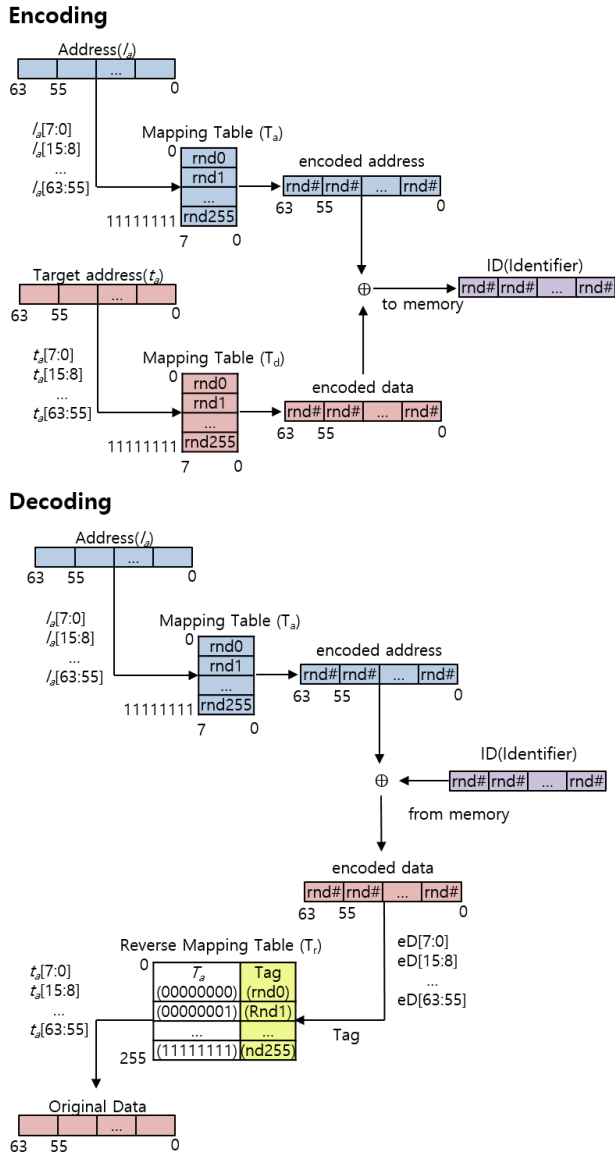 Encoding
Address(Iₐ)
...
63 55 0
Iₐ[7:0]
Iₐ[15:8]
...
Iₐ[63:55]
Mapping Table (Tₐ)
0
rnd0
rnd1
...
rnd255
11111111
7 0
encoded address
rnd# rnd# ... rnd#
63 55 0
Target address(tₐ)
...
63 55 0
tₐ[7:0]
tₐ[15:8]
...
tₐ[63:55]
Mapping Table (T_d)
0
rnd0
rnd1
...
rnd255
11111111
7 0
encoded data
rnd# rnd# ... rnd#
63 55 0
⊕
to memory
ID(Identifier)
rnd# rnd# ... rnd#
Decoding
Address(Iₐ)
...
63 55 0
Iₐ[7:0]
Iₐ[15:8]
...
Iₐ[63:55]
Mapping Table (Tₐ)
0
rnd0
rnd1
...
rnd255
11111111
7 0
encoded address
rnd# rnd# ... rnd#
63 55 0
ID(Identifier)
rnd# rnd# ... rnd#
⊕
from memory
encoded data
rnd# rnd# ... rnd#
63 55 0
eD[7:0]
eD[15:8]
...
eD[63:55]
Tag
Reverse Mapping Table (Tᵣ)
0
Tₐ Tag
(00000000) (rnd0)
(00000001) (Rnd1)
... ...
(11111111) (nd255)
255
tₐ[7:0]
tₐ[15:8]
...
tₐ[63:55]
Original Data
...
63 55 0